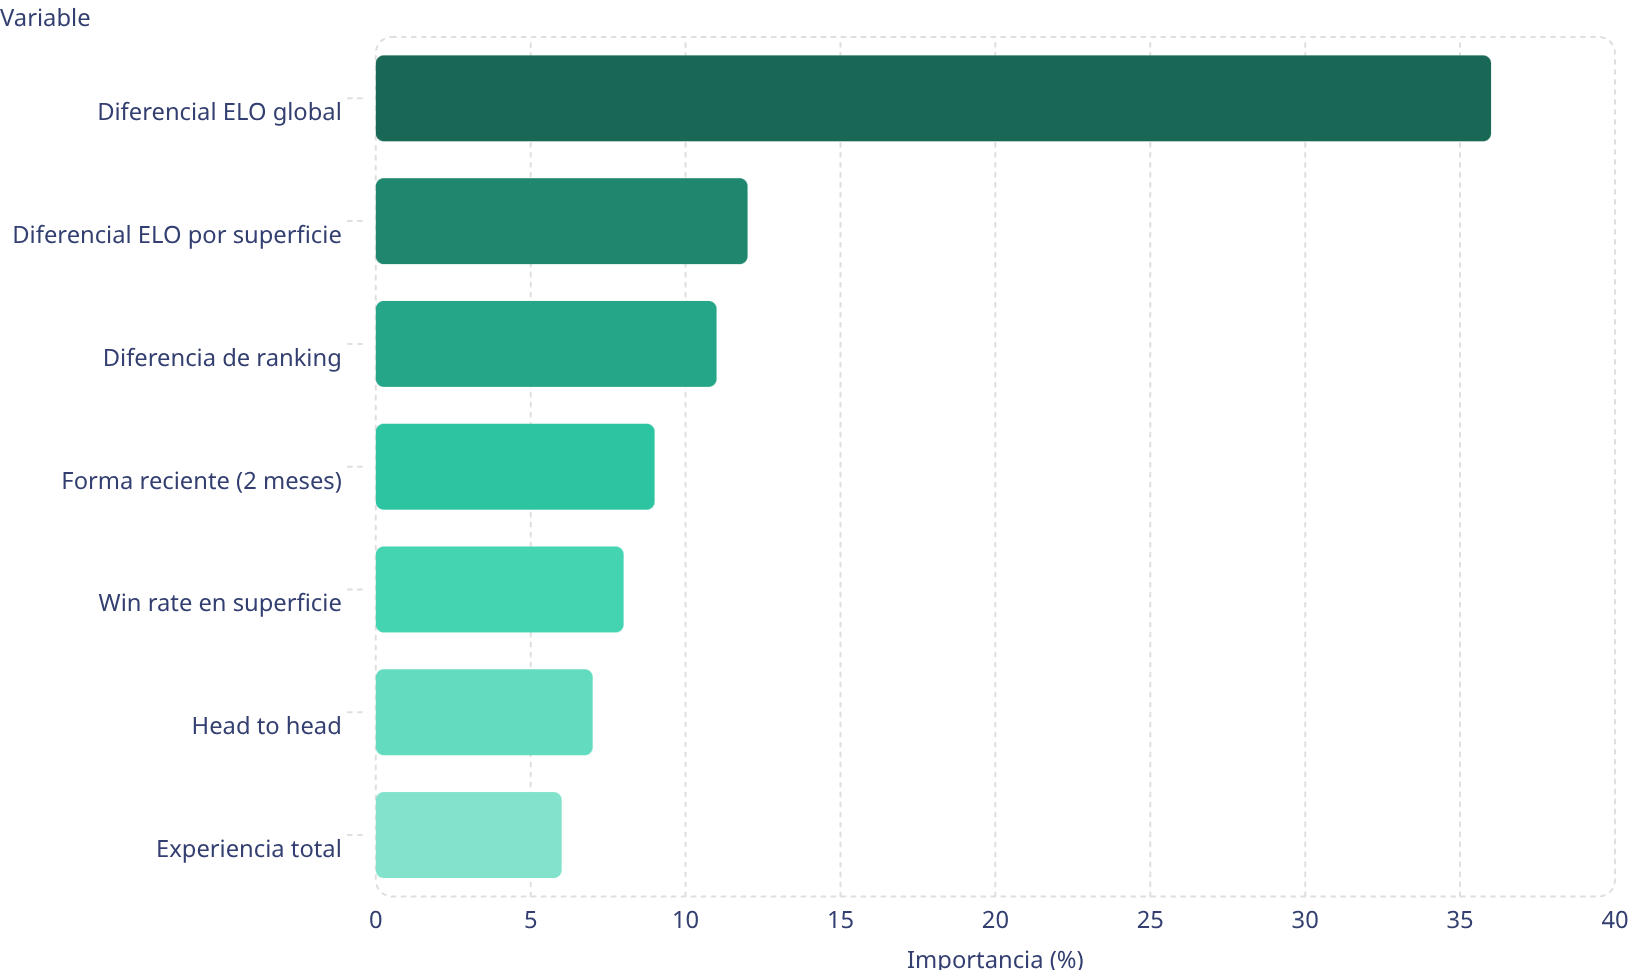 Variable
Diferencial ELO global
Diferencial ELO por superficie
Diferencia de ranking
Forma reciente (2 meses)
Win rate en superficie
Head to head
Experiencia total
0 5 10 15 20 25 30 35 40
Importancia (%)